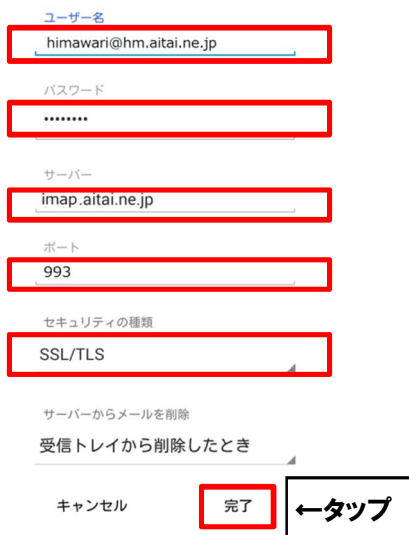 ユーザー名
himawari@hm.aitai.ne.jp
パスワード
••••••••
サーバー
imap.aitai.ne.jp
ポート
993
セキュリティの種類
SSL/TLS
サーバーからメールを削除
受信トレイから削除したとき
キャンセル 完了 ←タップ